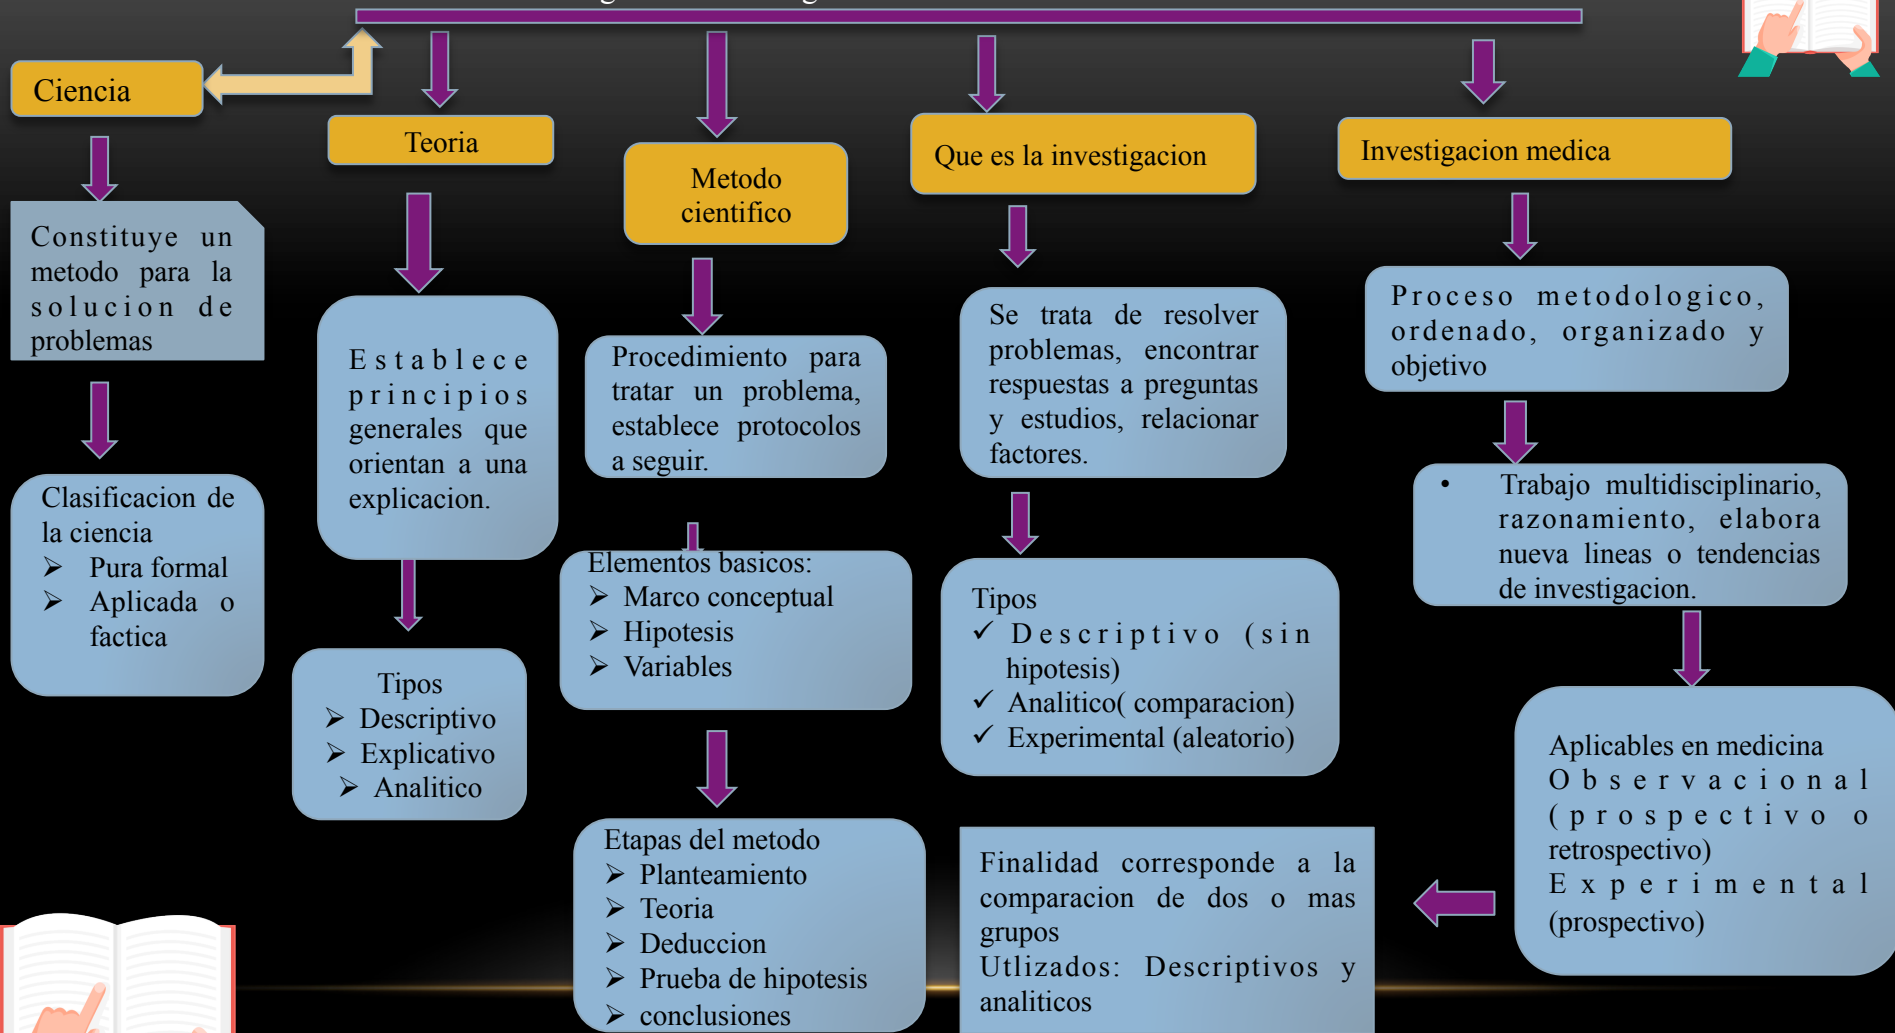 Ciencia
Constituye un
metodo para la
solucion de
problemas
Clasificacion de
la ciencia
➢ Pura formal
➢ Aplicada o
factica
Teoria
Establece
principios
generales que
orientan a una
explicacion.
Tipos
➢ Descriptivo
➢ Explicativo
➢ Analitico
Metodo
cientifico
Procedimiento para
tratar un problema,
establece protocolos
a seguir.
Elementos basicos:
➢ Marco conceptual
➢ Hipotesis
➢ Variables
Etapas del metodo
➢ Planteamiento
➢ Teoria
➢ Deduccion
➢ Prueba de hipotesis
➢ conclusiones
Que es la investigacion
Se trata de resolver
problemas, encontrar
respuestas a preguntas
y estudios, relacionar
factores.
Tipos
✓ Descriptivo (sin
hipotesis)
✓ Analitico( comparacion)
✓ Experimental (aleatorio)
Investigacion medica
Proceso metodologico,
ordenado, organizado y
objetivo
• Trabajo multidisciplinario,
razonamiento, elabora
nueva lineas o tendencias
de investigacion.
Aplicables en medicina
Observacional
(prospectivo o
retrospectivo)
Experimental
(prospectivo)
Finalidad corresponde a la
comparacion de dos o mas
grupos
Utlizados: Descriptivos y
analiticos